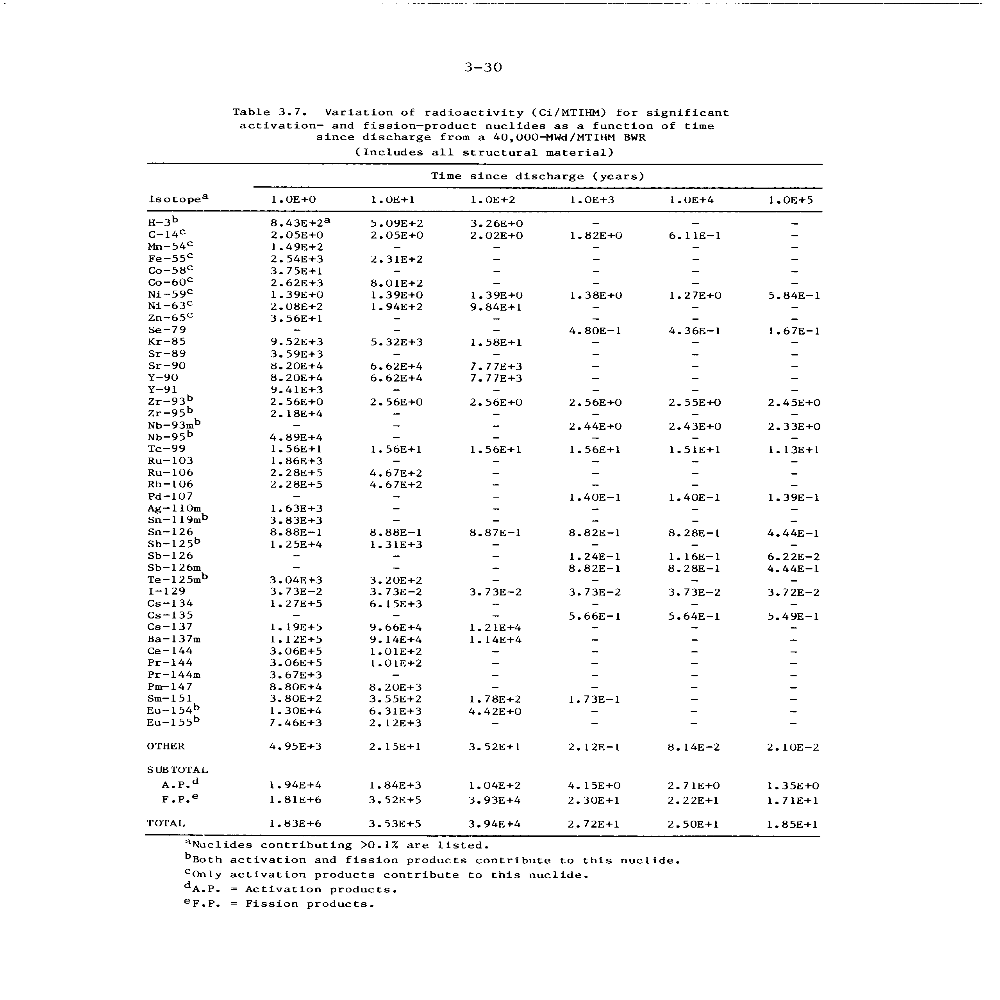 3-30
Table 3.7. Variation of radioactivity (Ci/MTIHM) for significant
activation- and fission-product nuclides as a function of time
since discharge from a 40,000-MWd/MTIHM BWR
(Includes all structural material)
Time since discharge (years)
Isotopea 1.0E+0 1.0E+1 1.0E+2 1.0E+3 1.0E+4 1.0E+5
H-3b 8.43E+2a 5.09E+2 3.26E+0 - - -
C-14c 2.05E+0 2.05E+0 2.02E+0 1.82E+0 6.11E-1 -
Mn-54c 1.49E+2 - - - - -
Fe-55c 2.54E+3 2.31E+2 - - - -
Co-58c 3.75E+1 - - - - -
Co-60c 2.62E+3 8.01E+2 - - - -
Ni-59c 1.39E+0 1.39E+0 1.39E+0 1.38E+0 1.27E+0 5.84E-1
Ni-63c 2.08E+2 1.94E+2 9.84E+1 - - -
Zn-65c 3.56E+1 - - - - -
Se-79 - - - 4.80E-1 4.36E-1 1.67E-1
Kr-85 9.52E+3 5.32E+3 1.58E+1 - - -
Sr-89 3.59E+3 - - - - -
Sr-90 8.20E+4 6.62E+4 7.77E+3 - - -
Y-90 8.20E+4 6.62E+4 7.77E+3 - - -
Y-91 9.41E+3 - - - - -
Zr-93b 2.56E+0 2.56E+0 2.56E+0 2.56E+0 2.55E+0 2.45E+0
Zr-95b 2.18E+4 - - - - -
Nb-93mb - - - 2.44E+0 2.43E+0 2.33E+0
Nb-95b 4.89E+4 - - - - -
Tc-99 1.56E+1 1.56E+1 1.56E+1 1.56E+1 1.51E+1 1.13E+1
Ru-103 1.86E+3 - - - - -
Ru-106 2.28E+5 4.67E+2 - - - -
Rh-106 2.28E+5 4.67E+2 - - - -
Pd-107 - - - 1.40E-1 1.40E-1 1.39E-1
Ag-110m 1.63E+3 - - - - -
Sn-119mb 3.83E+3 - - - - -
Sn-126 8.88E-1 8.88E-1 8.87E-1 8.82E-1 8.28E-1 4.44E-1
Sb-125b 1.25E+4 1.31E+3 - - - -
Sb-126 - - - 1.24E-1 1.16E-1 6.22E-2
Sb-126m - - - 8.82E-1 8.28E-1 4.44E-1
Te-125mb 3.04E+3 3.20E+2 - - - -
I-129 3.73E-2 3.73E-2 3.73E-2 3.73E-2 3.73E-2 3.72E-2
Cs-134 1.27E+5 6.15E+3 - - - -
Cs-135 - - - 5.66E-1 5.64E-1 5.49E-1
Cs-137 1.19E+5 9.66E+4 1.21E+4 - - -
Ba-137m 1.12E+5 9.14E+4 1.14E+4 - - -
Ce-144 3.06E+5 1.01E+2 - - - -
Pr-144 3.06E+5 1.01E+2 - - - -
Pr-144m 3.67E+3 - - - - -
Pm-147 8.80E+4 8.20E+3 - - - -
Sm-151 3.80E+2 3.55E+2 1.78E+2 1.73E-1 - -
Eu-154b 1.30E+4 6.31E+3 4.42E+0 - - -
Eu-155b 7.46E+3 2.12E+3 - - - -
OTHER 4.95E+3 2.15E+1 3.52E+1 2.12E-1 8.14E-2 2.10E-2
SUBTOTAL
A.P.d 1.94E+4 1.84E+3 1.04E+2 4.15E+0 2.71E+0 1.35E+0
F.P.e 1.81E+6 3.52E+5 3.93E+4 2.30E+1 2.22E+1 1.71E+1
TOTAL 1.83E+6 3.53E+5 3.94E+4 2.72E+1 2.50E+1 1.85E+1
aNuclides contributing >0.1% are listed.
bBoth activation and fission products contribute to this nuclide.
cOnly activation products contribute to this nuclide.
dA.P. = Activation products.
eF.P. = Fission products.